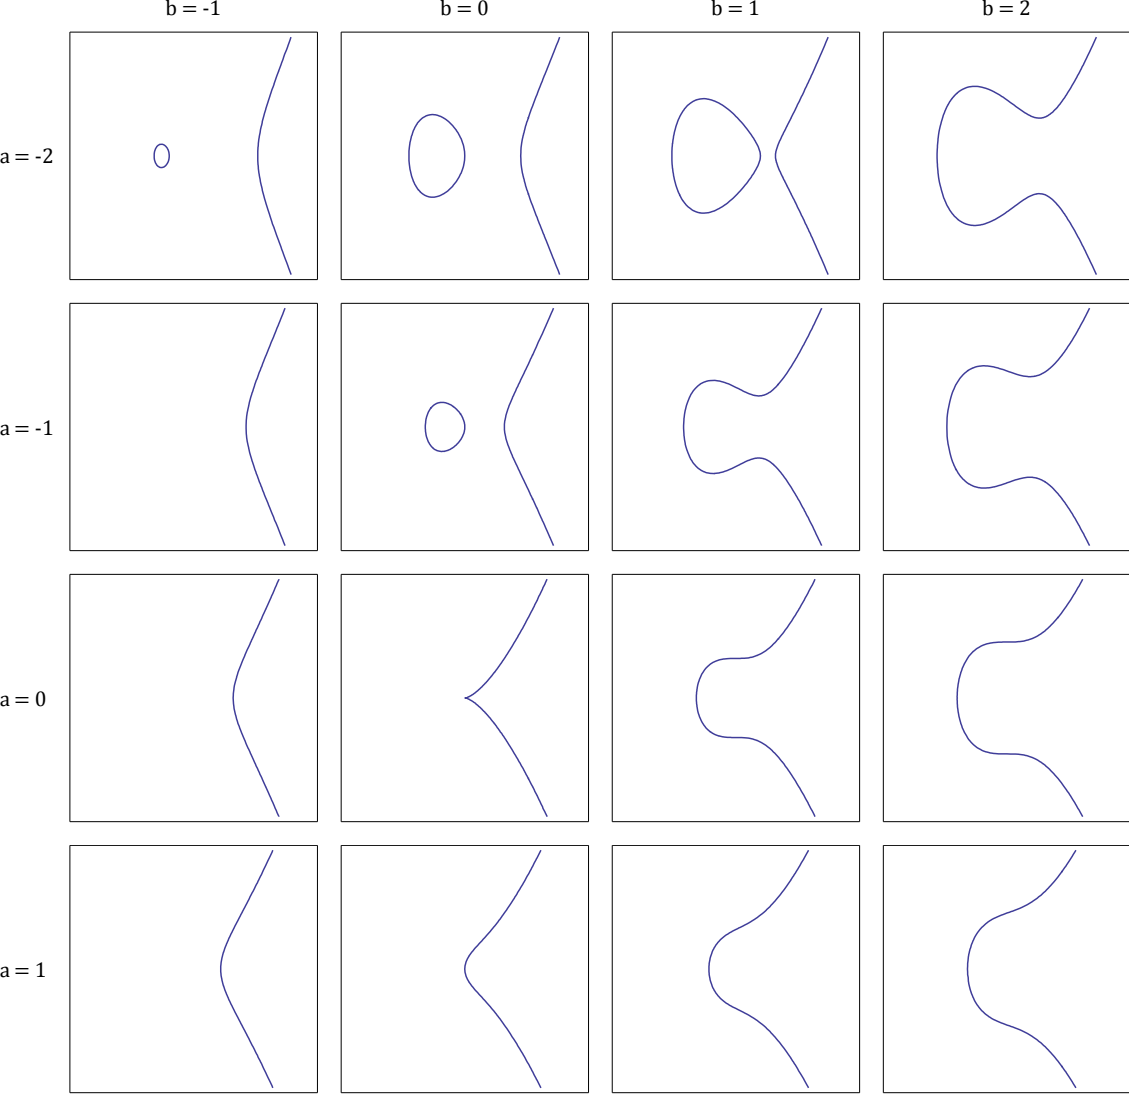 b = -1
b = 0
b = 1
b = 2
a = -2
a = -1
a = 0
a = 1